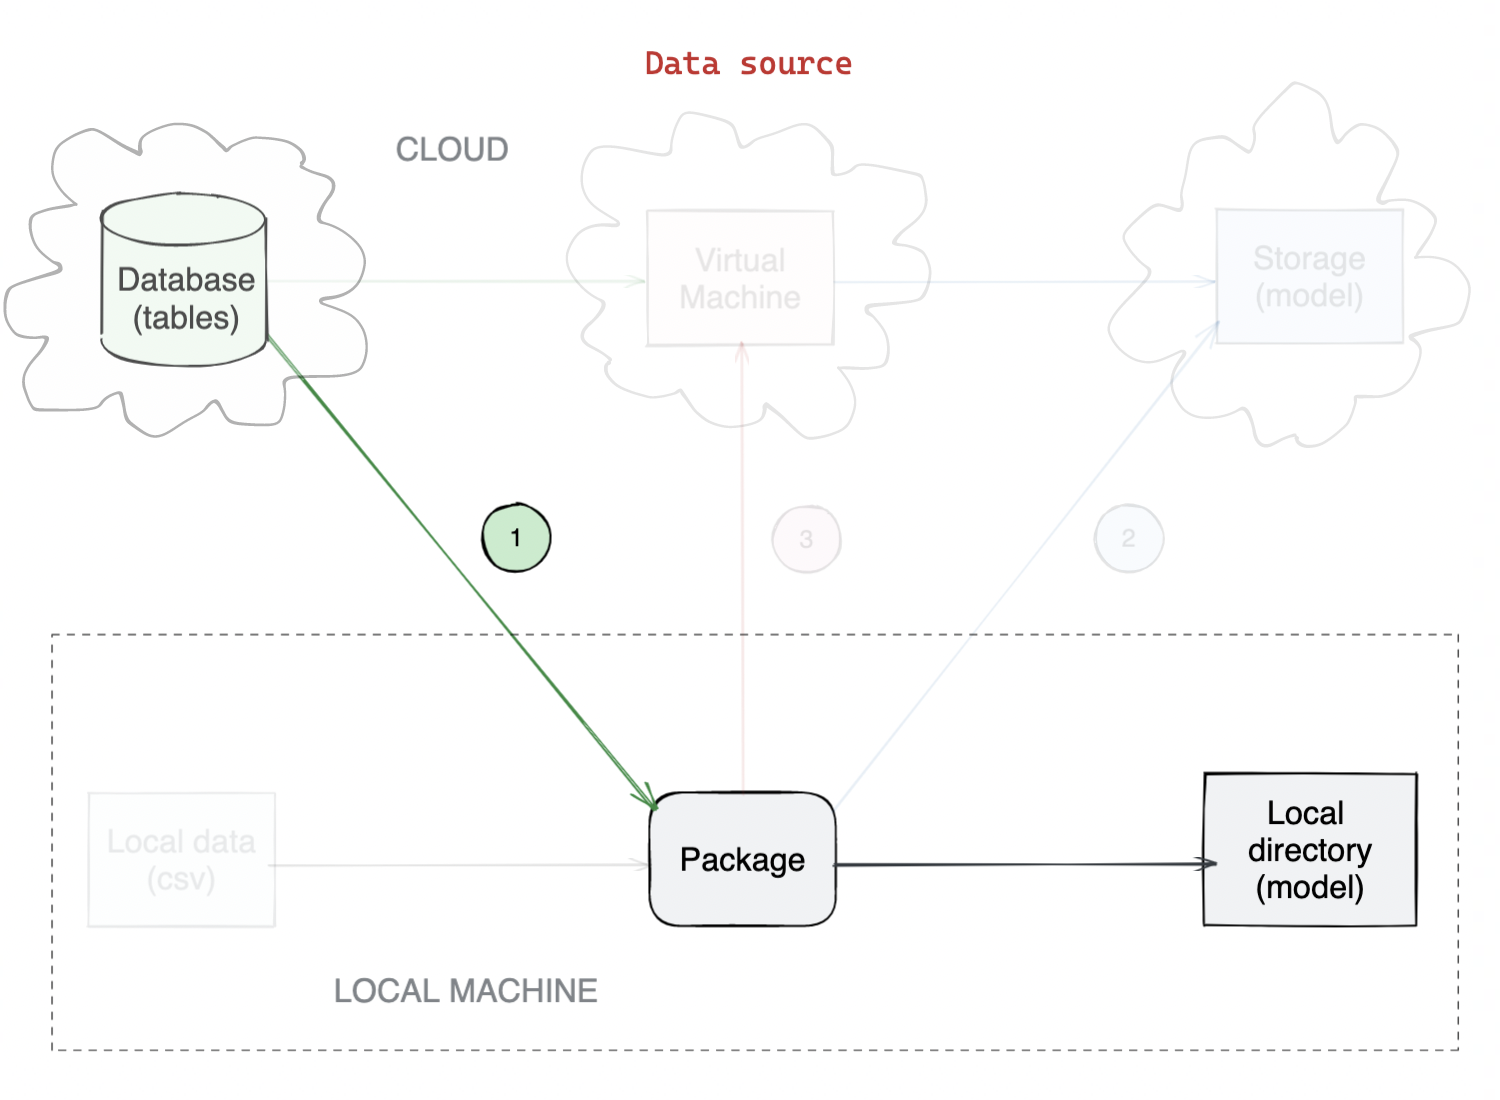 Data source
CLOUD
Database
(tables)
Virtual
Machine
Storage
(model)
1
3
2
Local data
(csv)
Package
Local
directory
(model)
LOCAL MACHINE